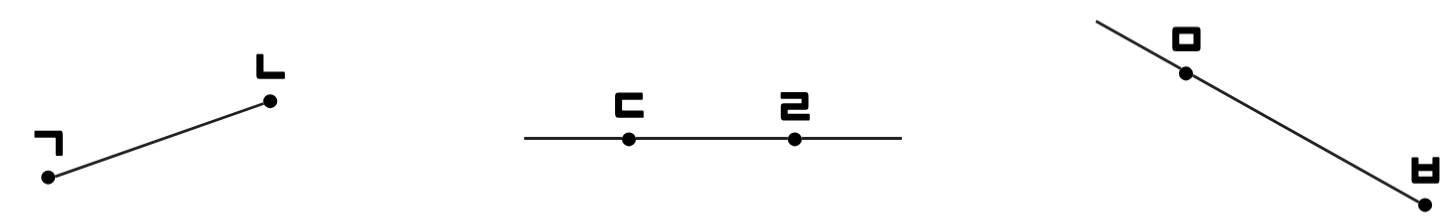 ㄱ ㄴ ㄷ ㄹ ㅁ ㅂ